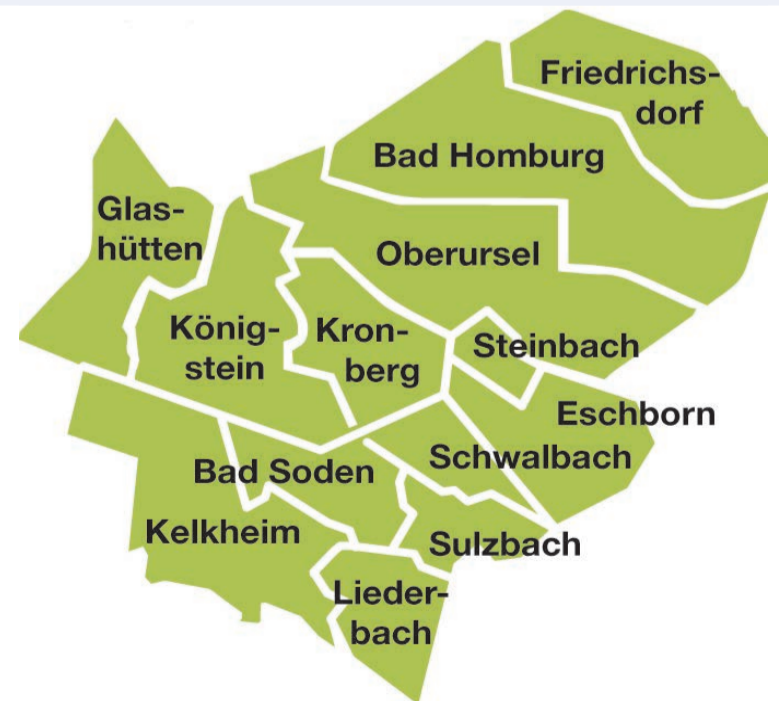 Friedrichs-
dorf
Bad Homburg
Glas-
hütten
Oberursel
König-
stein
Kron-
berg
Steinbach
Eschborn
Schwalbach
Bad Soden
Kelkheim
Sulzbach
Lieder-
bach